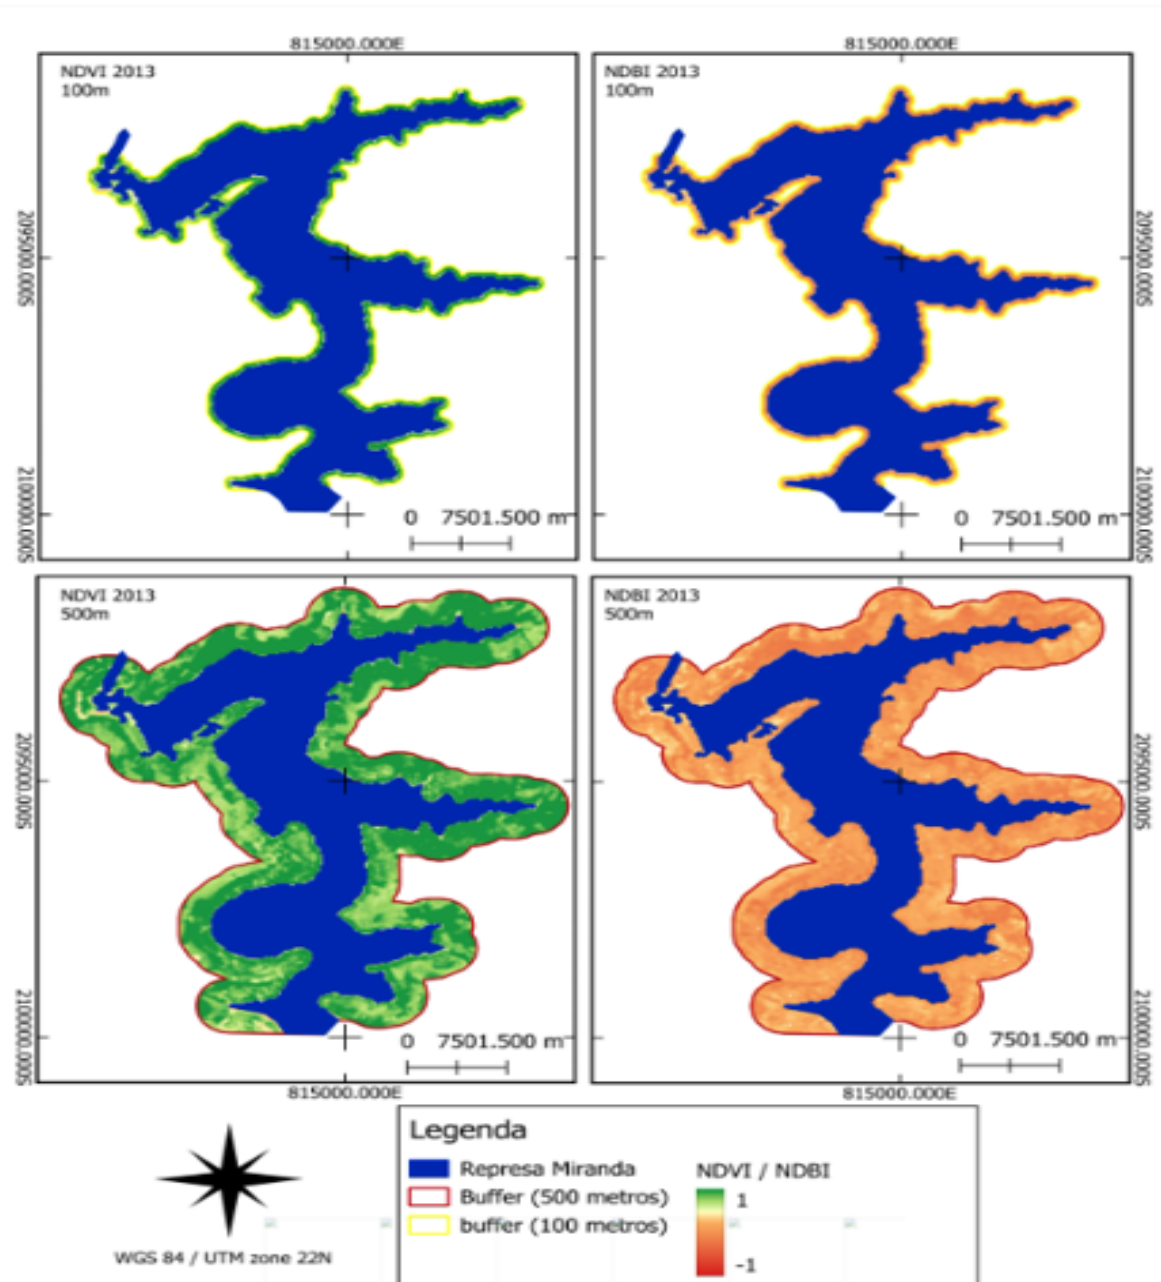 815000.000E
815000.000E
NDVI 2013
100m
NDBI 2013
100m
2095000.000S
2095000.000S
2100000.000S
2100000.000S
0 7501.500 m
0 7501.500 m
NDVI 2013
500m
NDBI 2013
500m
2095000.000S
2095000.000S
2100000.000S
2100000.000S
0 7501.500 m
0 7501.500 m
815000.000E
815000.000E
Legenda
Represa Miranda
Buffer (500 metros)
buffer (100 metros)
NDVI / NDBI
1
-1
WGS 84 / UTM zone 22N